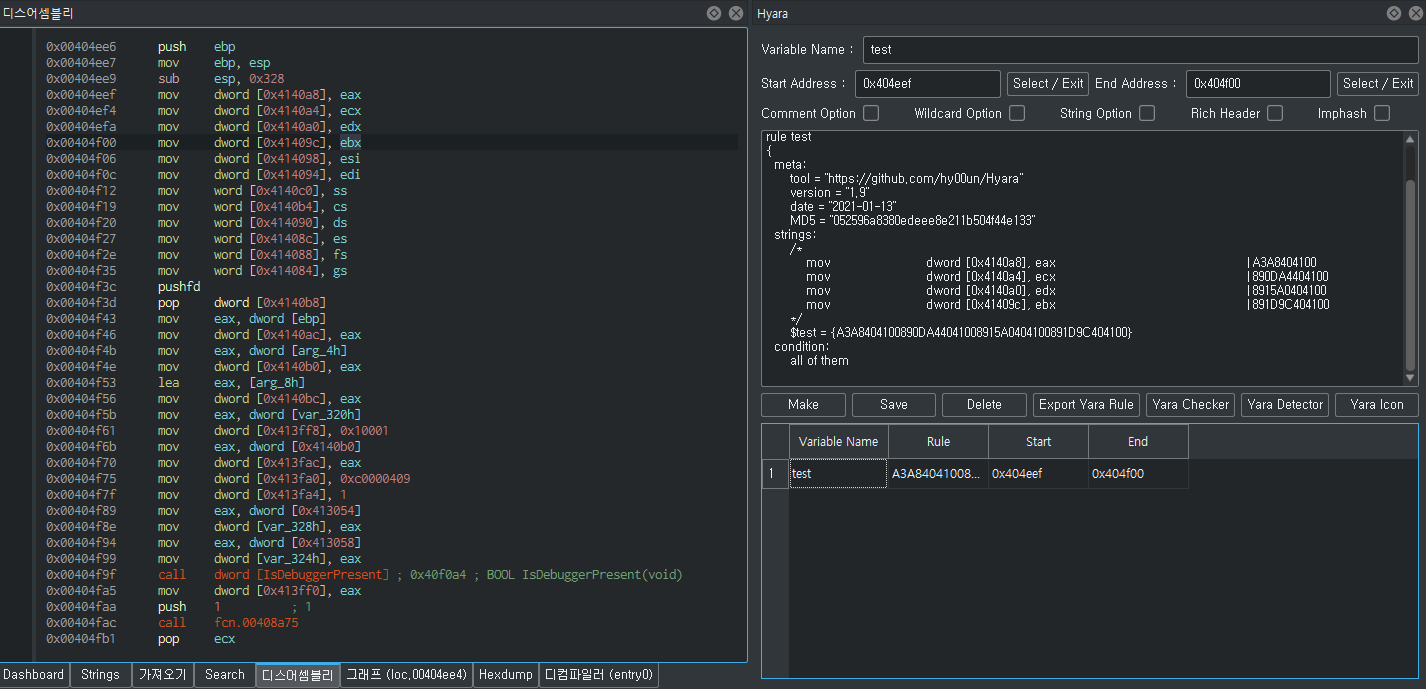 디스어셈블리
0x00404ee6 push ebp
0x00404ee7 mov ebp, esp
0x00404ee9 sub esp, 0x328
0x00404eef mov dword [0x4140a8], eax
0x00404ef4 mov dword [0x4140a4], ecx
0x00404efa mov dword [0x4140a0], edx
0x00404f00 mov dword [0x41409c], ebx
0x00404f06 mov dword [0x414098], esi
0x00404f0c mov dword [0x414094], edi
0x00404f12 mov word [0x4140c0], ss
0x00404f19 mov word [0x4140b4], cs
0x00404f20 mov word [0x414090], ds
0x00404f27 mov word [0x41408c], es
0x00404f2e mov word [0x414088], fs
0x00404f35 mov word [0x414084], gs
0x00404f3c pushfd
0x00404f3d pop dword [0x4140b8]
0x00404f43 mov eax, dword [ebp]
0x00404f46 mov dword [0x4140ac], eax
0x00404f4b mov eax, dword [arg_4h]
0x00404f4e mov dword [0x4140b0], eax
0x00404f53 lea eax, [arg_8h]
0x00404f56 mov dword [0x4140bc], eax
0x00404f5b mov eax, dword [var_320h]
0x00404f61 mov dword [0x413ff8], 0x10001
0x00404f6b mov eax, dword [0x4140b0]
0x00404f70 mov dword [0x413fac], eax
0x00404f75 mov dword [0x413fa0], 0xc0000409
0x00404f7f mov dword [0x413fa4], 1
0x00404f89 mov eax, dword [0x413054]
0x00404f8e mov dword [var_328h], eax
0x00404f94 mov eax, dword [0x413058]
0x00404f99 mov dword [var_324h], eax
0x00404f9f call dword [IsDebuggerPresent] ; 0x40f0a4 ; BOOL IsDebuggerPresent(void)
0x00404fa5 mov dword [0x413ff0], eax
0x00404faa push 1 ; 1
0x00404fac call fcn.00408a75
0x00404fb1 pop ecx
Dashboard Strings 가져오기 Search 디스어셈블리 그래프 (loc.00404ee4) Hexdump 디컴파일러 (entry0)
Hyara
Variable Name : test
Start Address : 0x404eef Select / Exit End Address : 0x404f00 Select / Exit
Comment Option Wildcard Option String Option Rich Header Imphash
rule test
{
meta:
tool = "https://github.com/hy00un/Hyara"
version = "1.9"
date = "2021-01-13"
MD5 = "052596a8380edeee8e211b504f44e133"
strings:
/*
mov dword [0x4140a8], eax |A3A8404100
mov dword [0x4140a4], ecx |890DA4404100
mov dword [0x4140a0], edx |8915A0404100
mov dword [0x41409c], ebx |891D9C404100
*/
$test = {A3A8404100890DA44041008915A0404100891D9C404100}
condition:
all of them
Make Save Delete Export Yara Rule Yara Checker Yara Detector Yara Icon
Variable Name Rule Start End
1 test A3A84041008... 0x404eef 0x404f00